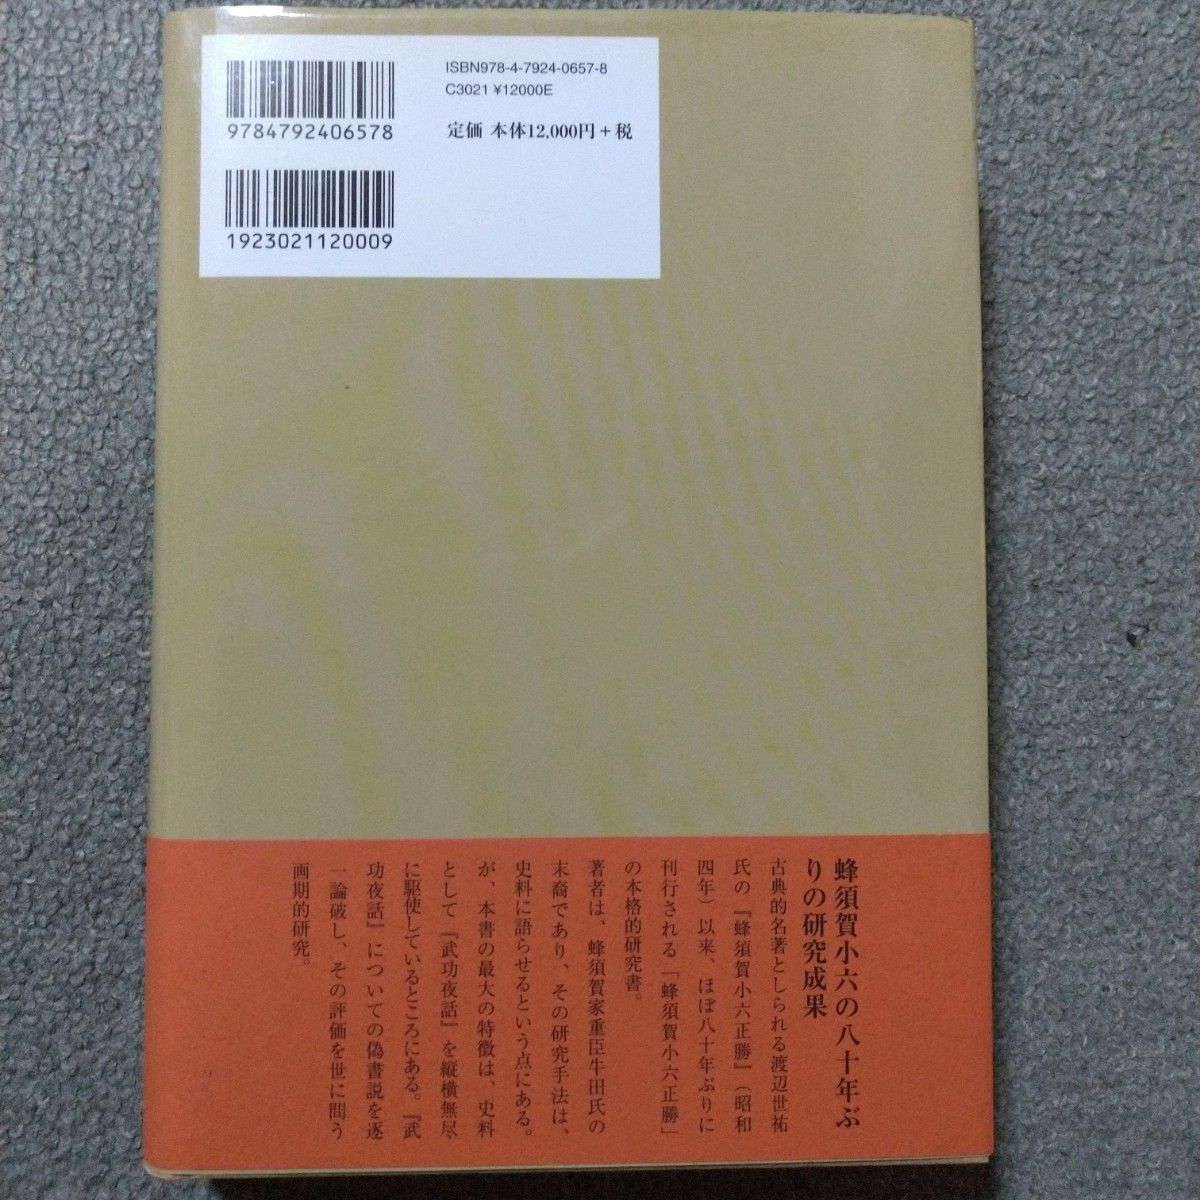 ISBN978-4-7924-0657-8
C3021 ¥12000E
定価 本体12,000円+税
9784792406578
1923021120009
蜂須賀小六の八十年ぶ
りの研究成果
古典的名著としられる渡辺世祐
氏の『蜂須賀小六正勝』（昭和
四年）以来、ほぼ八十年ぶりに
刊行される「蜂須賀小六正勝」
の本格的研究書。
著者は、蜂須賀家重臣牛田氏の
末裔であり、その研究手法は、
史料に語らせるという点にある。
が、本書の最大の特徴は、史料
として『武功夜話』を縦横無尽
に駆使しているところにある。『武
功夜話』についての偽書説を逐
一論破し、その評価を世に問う
画期的研究。